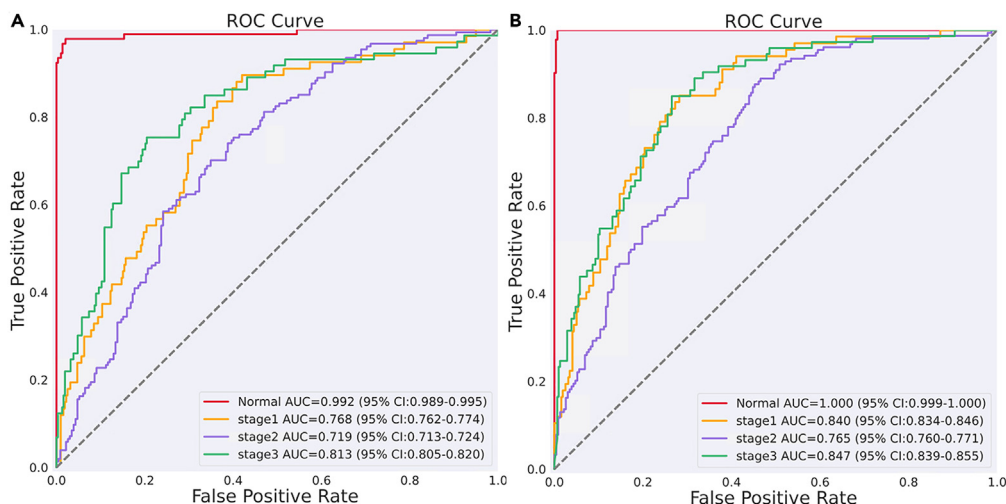 A
ROC Curve
1.0
0.8
0.6
0.4
0.2
0.0
True Positive Rate
Normal AUC=0.992 (95% CI:0.989-0.995)
stage1 AUC=0.768 (95% CI:0.762-0.774)
stage2 AUC=0.719 (95% CI:0.713-0.724)
stage3 AUC=0.813 (95% CI:0.805-0.820)
0.0 0.2 0.4 0.6 0.8 1.0
False Positive Rate
B
ROC Curve
1.0
0.8
0.6
0.4
0.2
0.0
True Positive Rate
Normal AUC=1.000 (95% CI:0.999-1.000)
stage1 AUC=0.840 (95% CI:0.834-0.846)
stage2 AUC=0.765 (95% CI:0.760-0.771)
stage3 AUC=0.847 (95% CI:0.839-0.855)
0.0 0.2 0.4 0.6 0.8 1.0
False Positive Rate